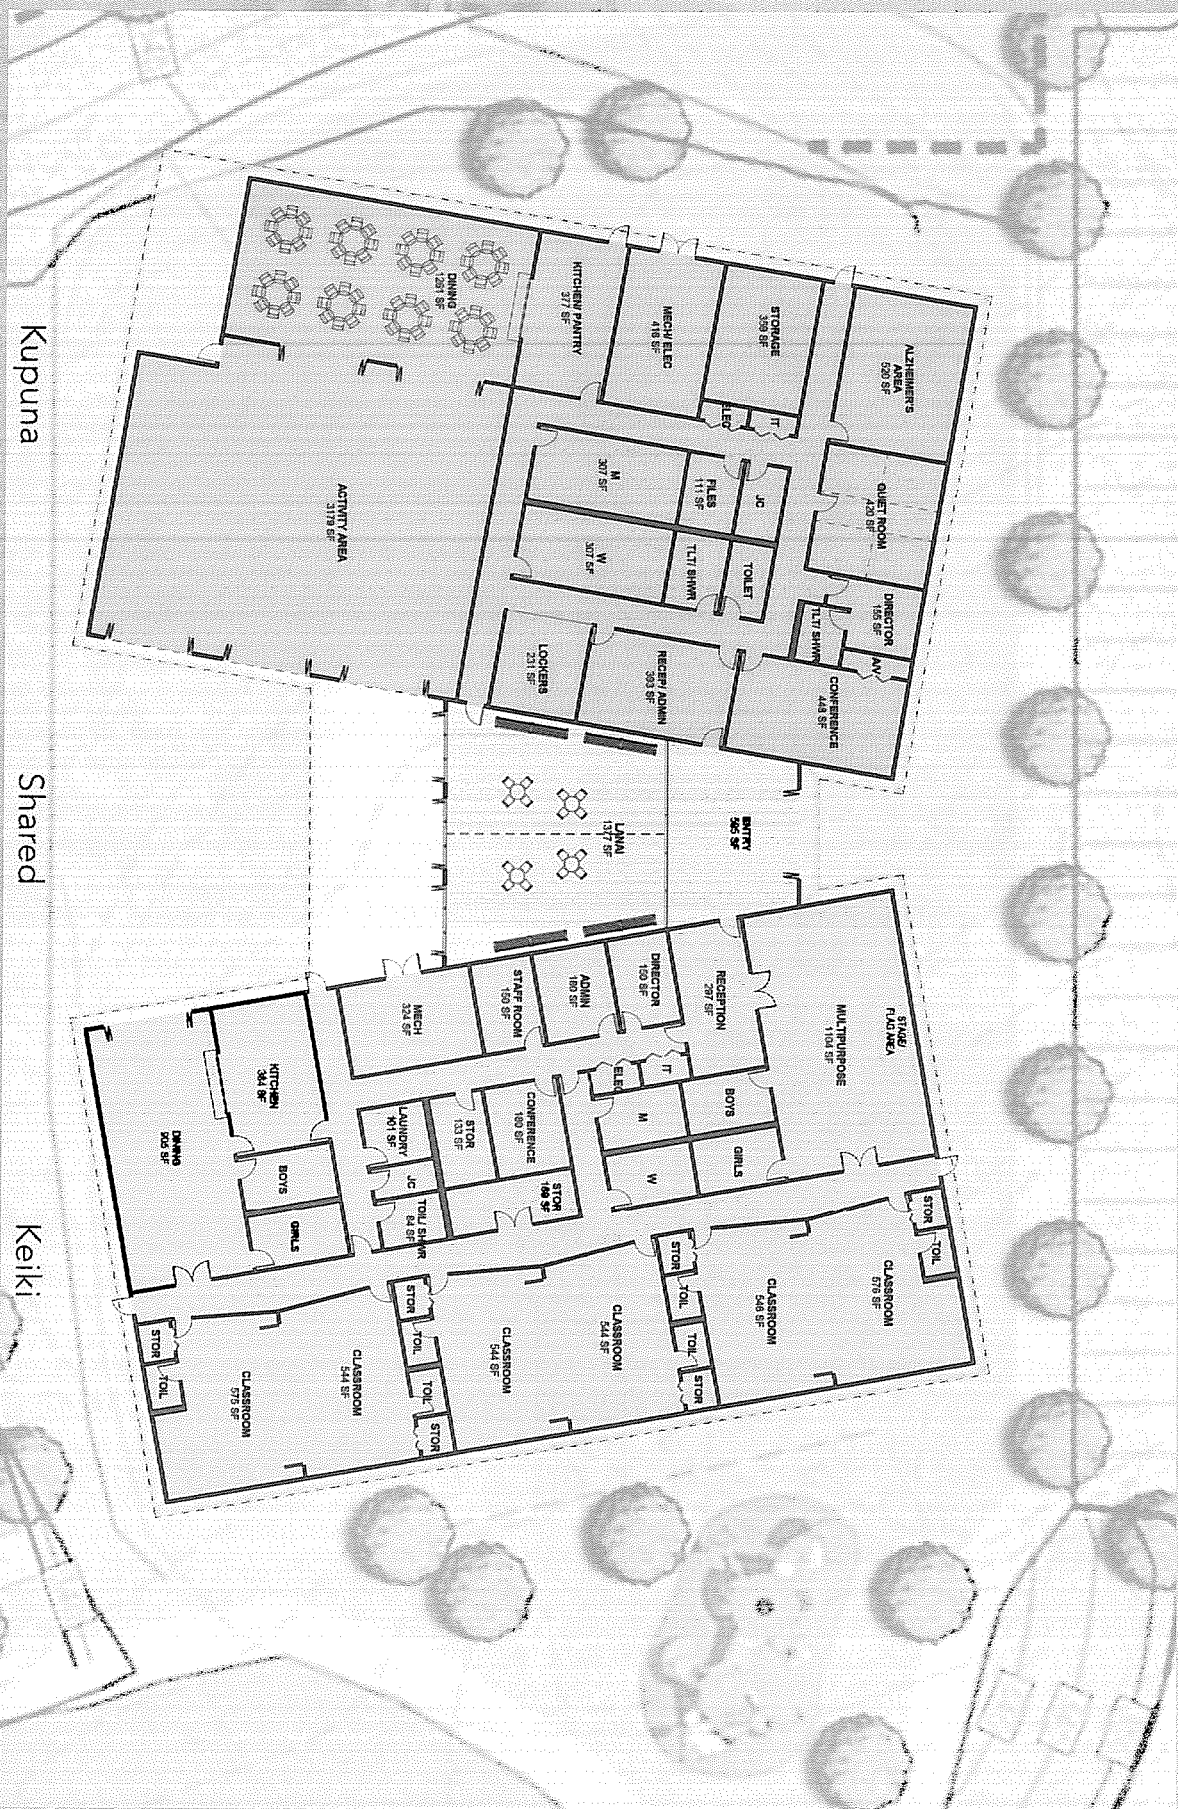 ALZHEIMER'S
AREA
520 SF
STORAGE
359 SF
MECH/ ELEC
416 SF
KITCHEN/ PANTRY
377 SF
DINING
1291 SF
ELEC
IT
QUIET ROOM
420 SF
JC
FILES
111 SF
M
307 SF
ACTIVITY AREA
3179 SF
W
307 SF
TLT/ SHWR
TOILET
DIRECTOR
155 SF
TLT/ SHWR
A/V
CONFERENCE
448 SF
RECEP/ ADMIN
393 SF
LOCKERS
231 SF
ENTRY
595 SF
LANAI
1377 SF
STAGE/
FLAG AREA
MULTIPURPOSE
1104 SF
RECEPTION
297 SF
DIRECTOR
150 SF
ADMIN
180 SF
STAFF ROOM
150 SF
MECH
324 SF
KITCHEN
364 SF
DINING
905 SF
IT
ELEC
BOYS
GIRLS
M
W
CONFERENCE
180 SF
STOR
133 SF
STOR
LAUNDRY
101 SF
JC
TOIL/ SHWR
84 SF
BOYS
GIRLS
STOR
TOIL
CLASSROOM
576 SF
CLASSROOM
546 SF
STOR
TOIL
TOIL
STOR
CLASSROOM
544 SF
CLASSROOM
544 SF
STOR
TOIL
TOIL
STOR
CLASSROOM
544 SF
CLASSROOM
575 SF
STOR
TOIL
Kupuna
Shared
Keiki